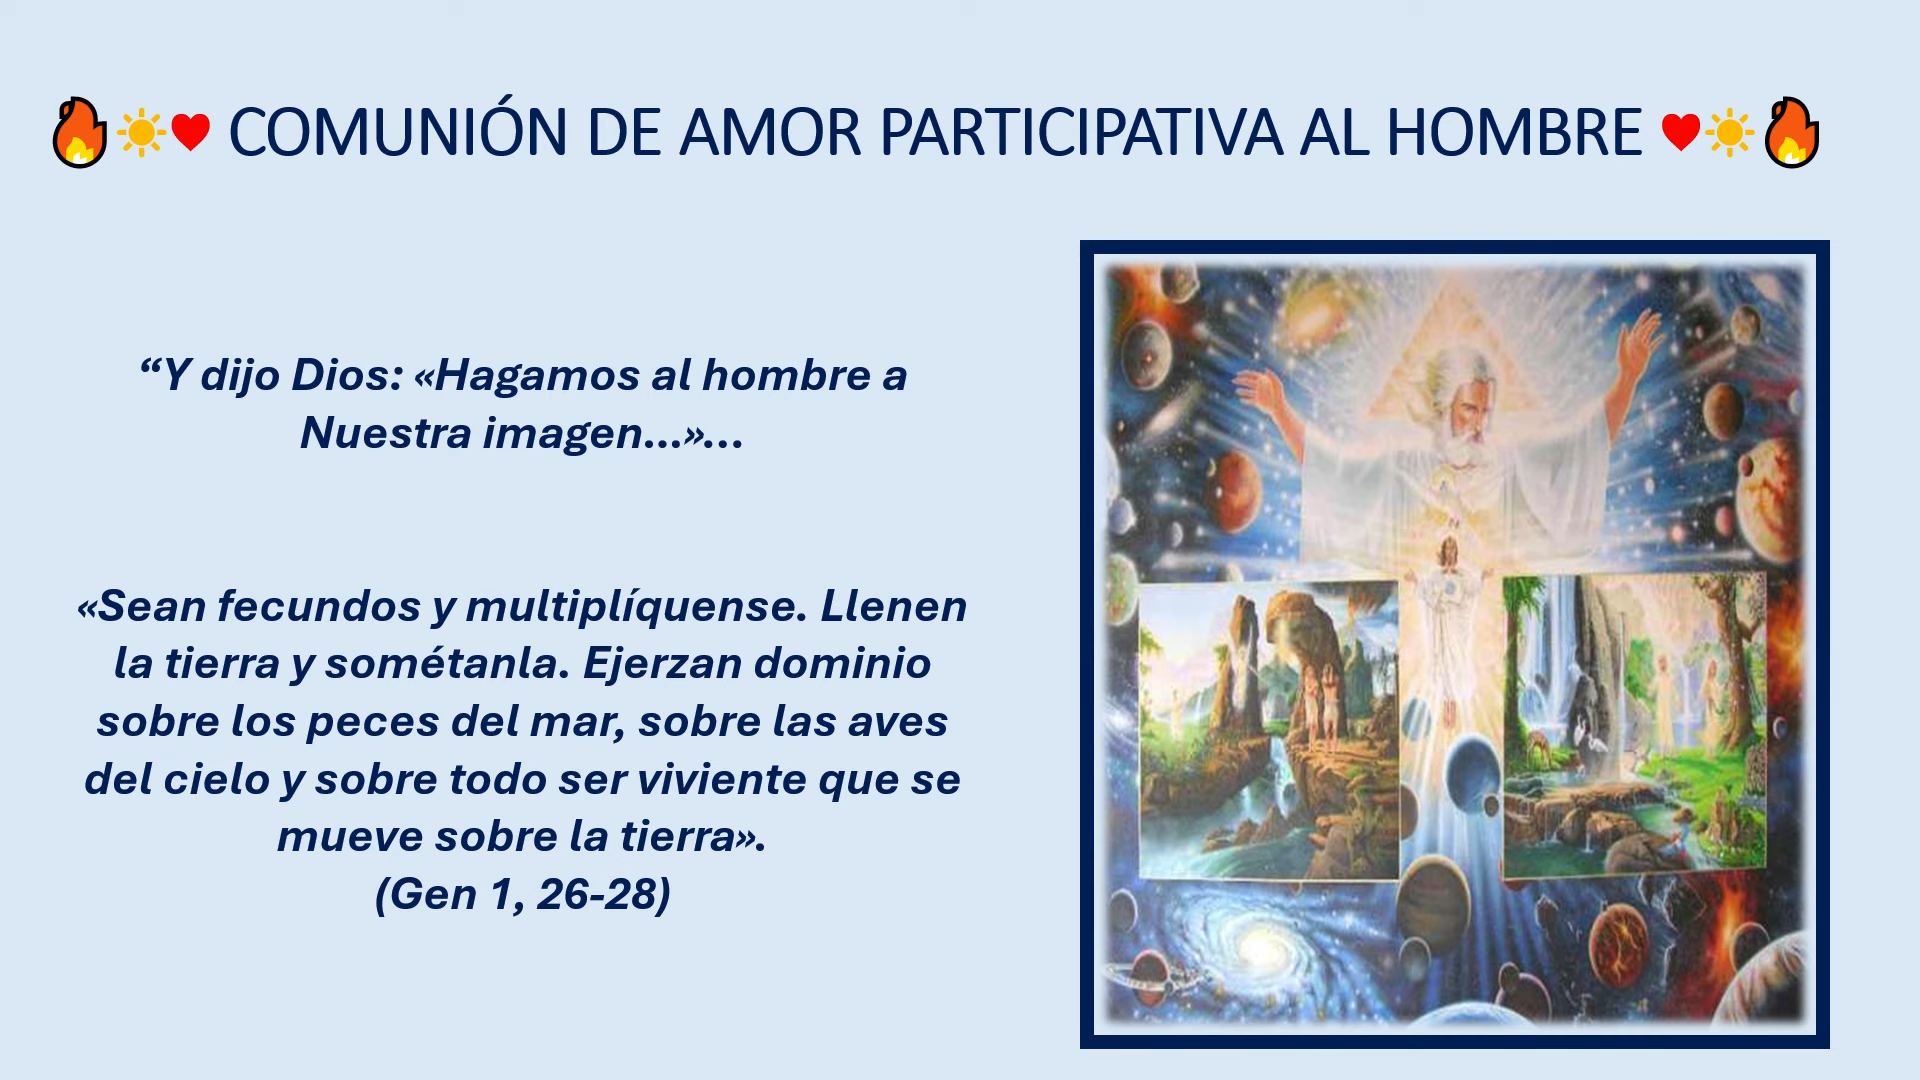 🔥☀️❤️ COMUNIÓN DE AMOR PARTICIPATIVA AL HOMBRE ❤️☀️🔥
“Y dijo Dios: «Hagamos al hombre a
Nuestra imagen...»...
«Sean fecundos y multiplíquense. Llenen
la tierra y sométanla. Ejerzan dominio
sobre los peces del mar, sobre las aves
del cielo y sobre todo ser viviente que se
mueve sobre la tierra».
(Gen 1, 26-28)